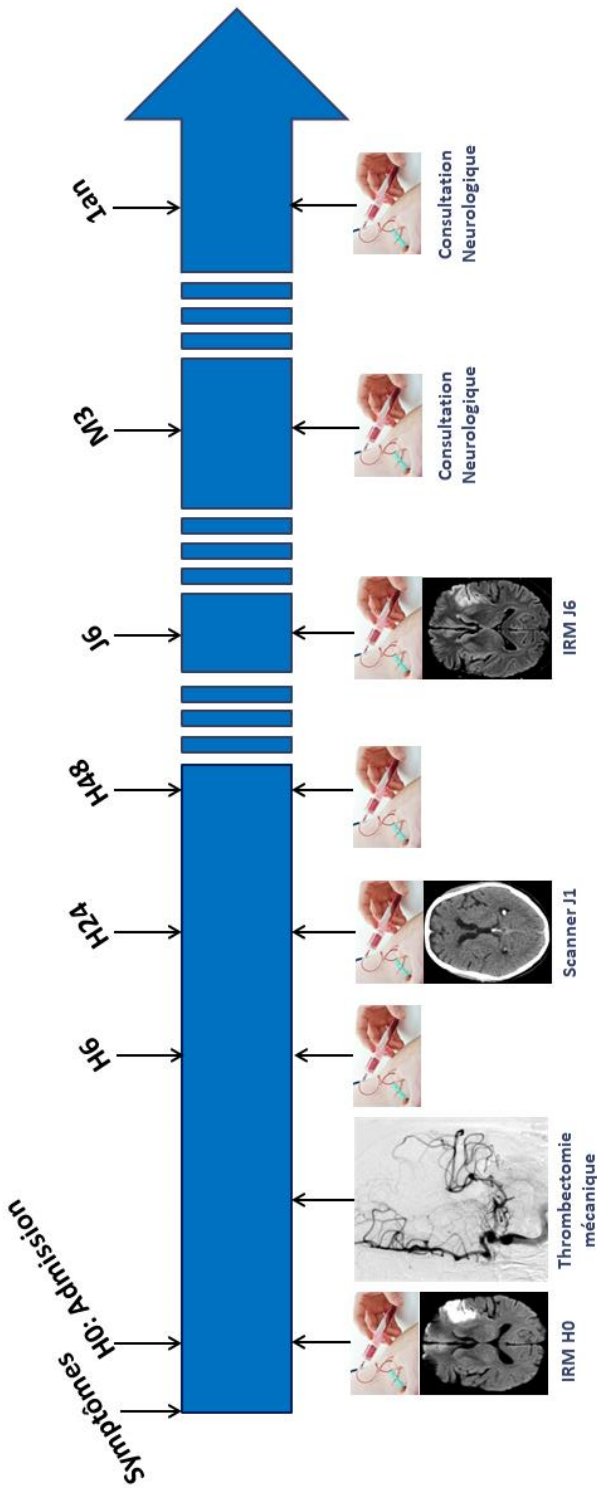 Symptômes
H0: Admission
H6
H24
H48
J6
M3
1an
IRM H0
Thrombectomie
mécanique
Scanner J1
IRM J6
Consultation
Neurologique
Consultation
Neurologique